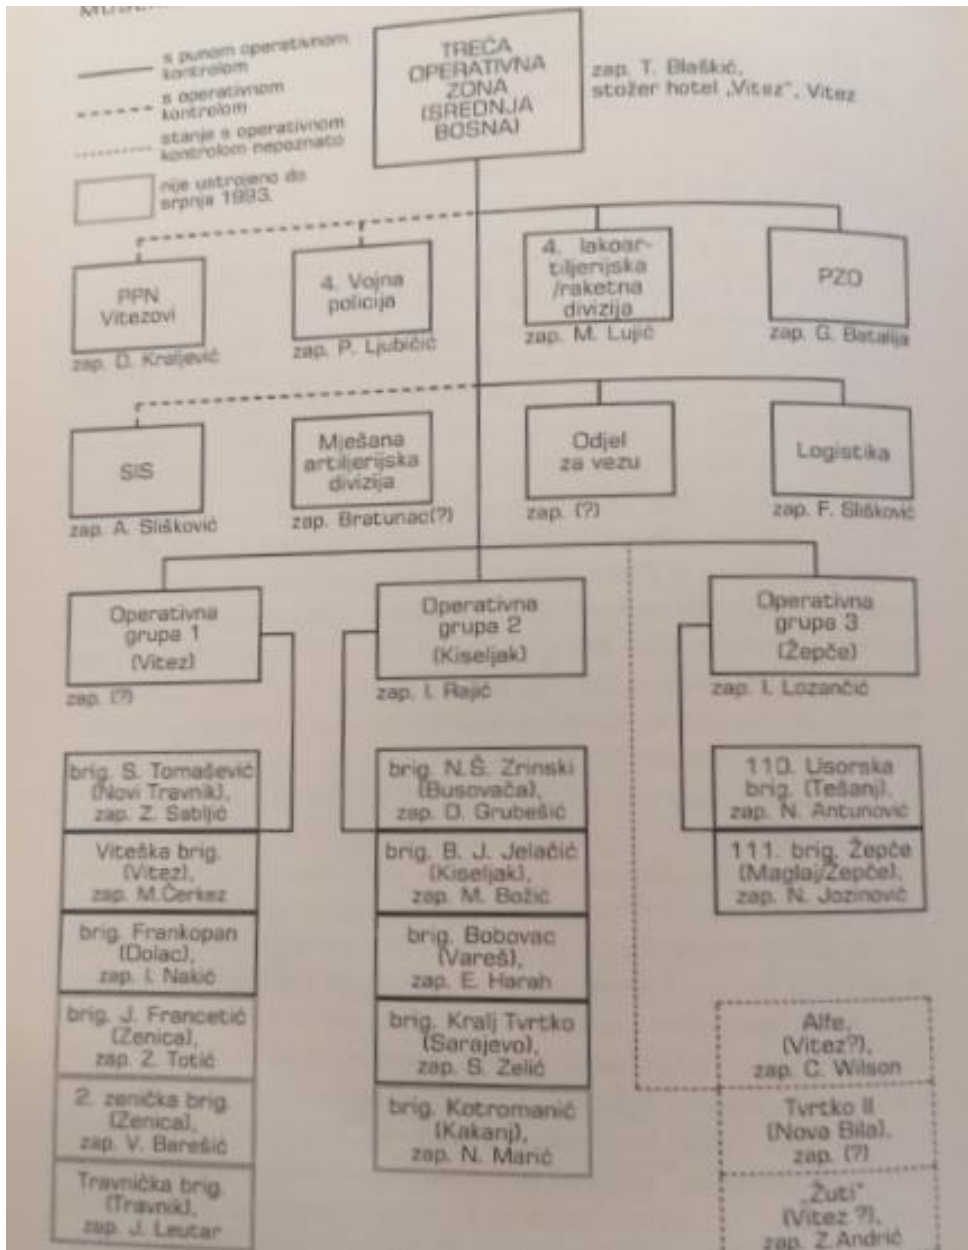 s punom operativnom
kontrolom
s operativnom
kontrolom
stanje s operativnom
kontrolom nepoznato
nije ustrojeno do
srpnja 1993.
TREĆA
OPERATIVNA
ZONA
(SREDNJA
BOSNA)
zap. T. Blaškić,
stožer hotel „Vitez", Vitez
PPN
Vitezovi
zap. D. Kraljević
4. Vojna
policija
zap. P. Ljubičić
4. lakoar-
tiljerijska
/raketna
divizija
zap. M. Lujić
PZO
zap. G. Batalija
SIS
zap. A. Slišković
Mješana
artiljerijska
divizija
zap. Bratunac(?)
Odjel
za vezu
zap. (?)
Logistika
zap. F. Slišković
Operativna
grupa 1
(Vitez)
zap. (?)
Operativna
grupa 2
(Kiseljak)
zap. I. Rajić
Operativna
grupa 3
(Žepče)
zap. I. Lozančić
brig. S. Tomašević
(Novi Travnik),
zap. Z. Sabljić
Viteška brig.
(Vitez),
zap. M.Čerkez
brig. Frankopan
(Dolac),
zap. I. Nakić
brig. J. Francetić
(Zenica),
zap. Z. Totić
2. zenička brig.
(Zenica),
zap. V. Barešić
Travnička brig.
(Travnik),
zap. J. Leutar
brig. N.Š. Zrinski
(Busovača),
zap. D. Grubešić
brig. B. J. Jelačić
(Kiseljak),
zap. M. Božić
brig. Bobovac
(Vareš),
zap. E. Harah
brig. Kralj Tvrtko
(Sarajevo),
zap. S. Zelić
brig. Kotromanić
(Kakanj),
zap. N. Marić
110. Usorska
brig. (Tešanj),
zap. N. Antunović
111. brig. Žepče
(Maglaj/Žepče),
zap. N. Jozinović
Alfe,
(Vitez?),
zap. C. Wilson
Tvrtko II
(Nova Bila),
zap. (?)
„Žuti"
(Vitez ?),
zap. Z.Andrić